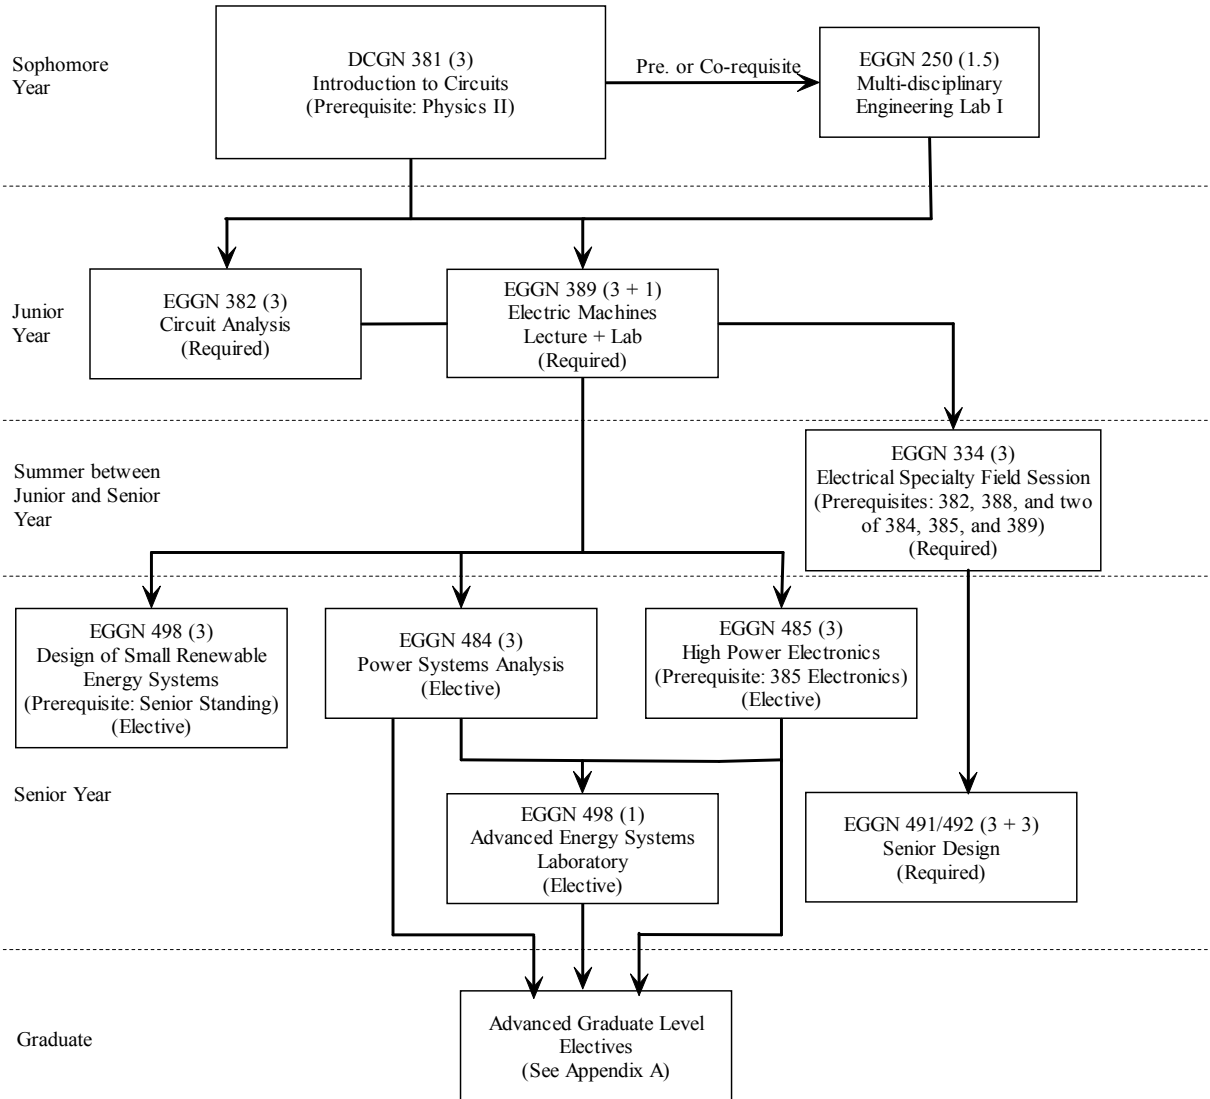 Sophomore
Year
DCGN 381 (3)
Introduction to Circuits
(Prerequisite: Physics II)
Pre. or Co-requisite
EGGN 250 (1.5)
Multi-disciplinary
Engineering Lab I
Junior
Year
EGGN 382 (3)
Circuit Analysis
(Required)
EGGN 389 (3 + 1)
Electric Machines
Lecture + Lab
(Required)
Summer between
Junior and Senior
Year
EGGN 334 (3)
Electrical Specialty Field Session
(Prerequisites: 382, 388, and two
of 384, 385, and 389)
(Required)
EGGN 498 (3)
Design of Small Renewable
Energy Systems
(Prerequisite: Senior Standing)
(Elective)
EGGN 484 (3)
Power Systems Analysis
(Elective)
EGGN 485 (3)
High Power Electronics
(Prerequisite: 385 Electronics)
(Elective)
Senior Year
EGGN 498 (1)
Advanced Energy Systems
Laboratory
(Elective)
EGGN 491/492 (3 + 3)
Senior Design
(Required)
Graduate
Advanced Graduate Level
Electives
(See Appendix A)